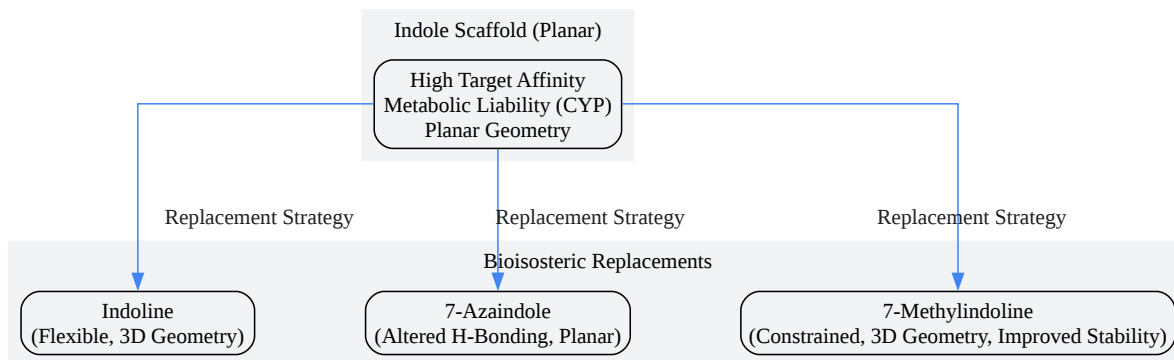 Indole Scaffold (Planar)
High Target Affinity
Metabolic Liability (CYP)
Planar Geometry
Replacement Strategy
Replacement Strategy
Replacement Strategy
Bioisosteric Replacements
Indoline
(Flexible, 3D Geometry)
7-Azaindole
(Altered H-Bonding, Planar)
7-Methylindoline
(Constrained, 3D Geometry, Improved Stability)